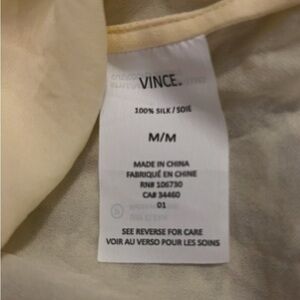 VINCE.
100% SILK / SOIE
M/M
MADE IN CHINA
FABRIQUÉ EN CHINE
RN# 106730
CA# 34460
01
SEE REVERSE FOR CARE
VOIR AU VERSO POUR LES SOINS